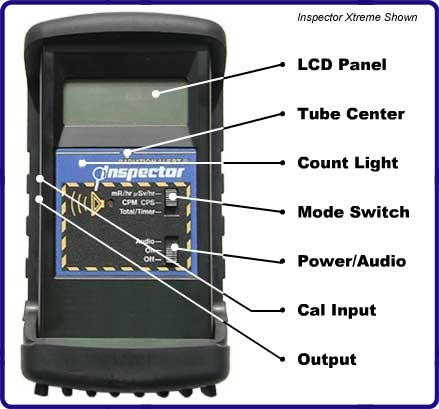 Inspector Xtreme Shown
LCD Panel
Tube Center
Count Light
Mode Switch
Power/Audio
Cal Input
Output
RADIATION ALERT®
Inspector
mR/hr µSv/hr
CPM CPS
Total/Timer
Audio
On
Off